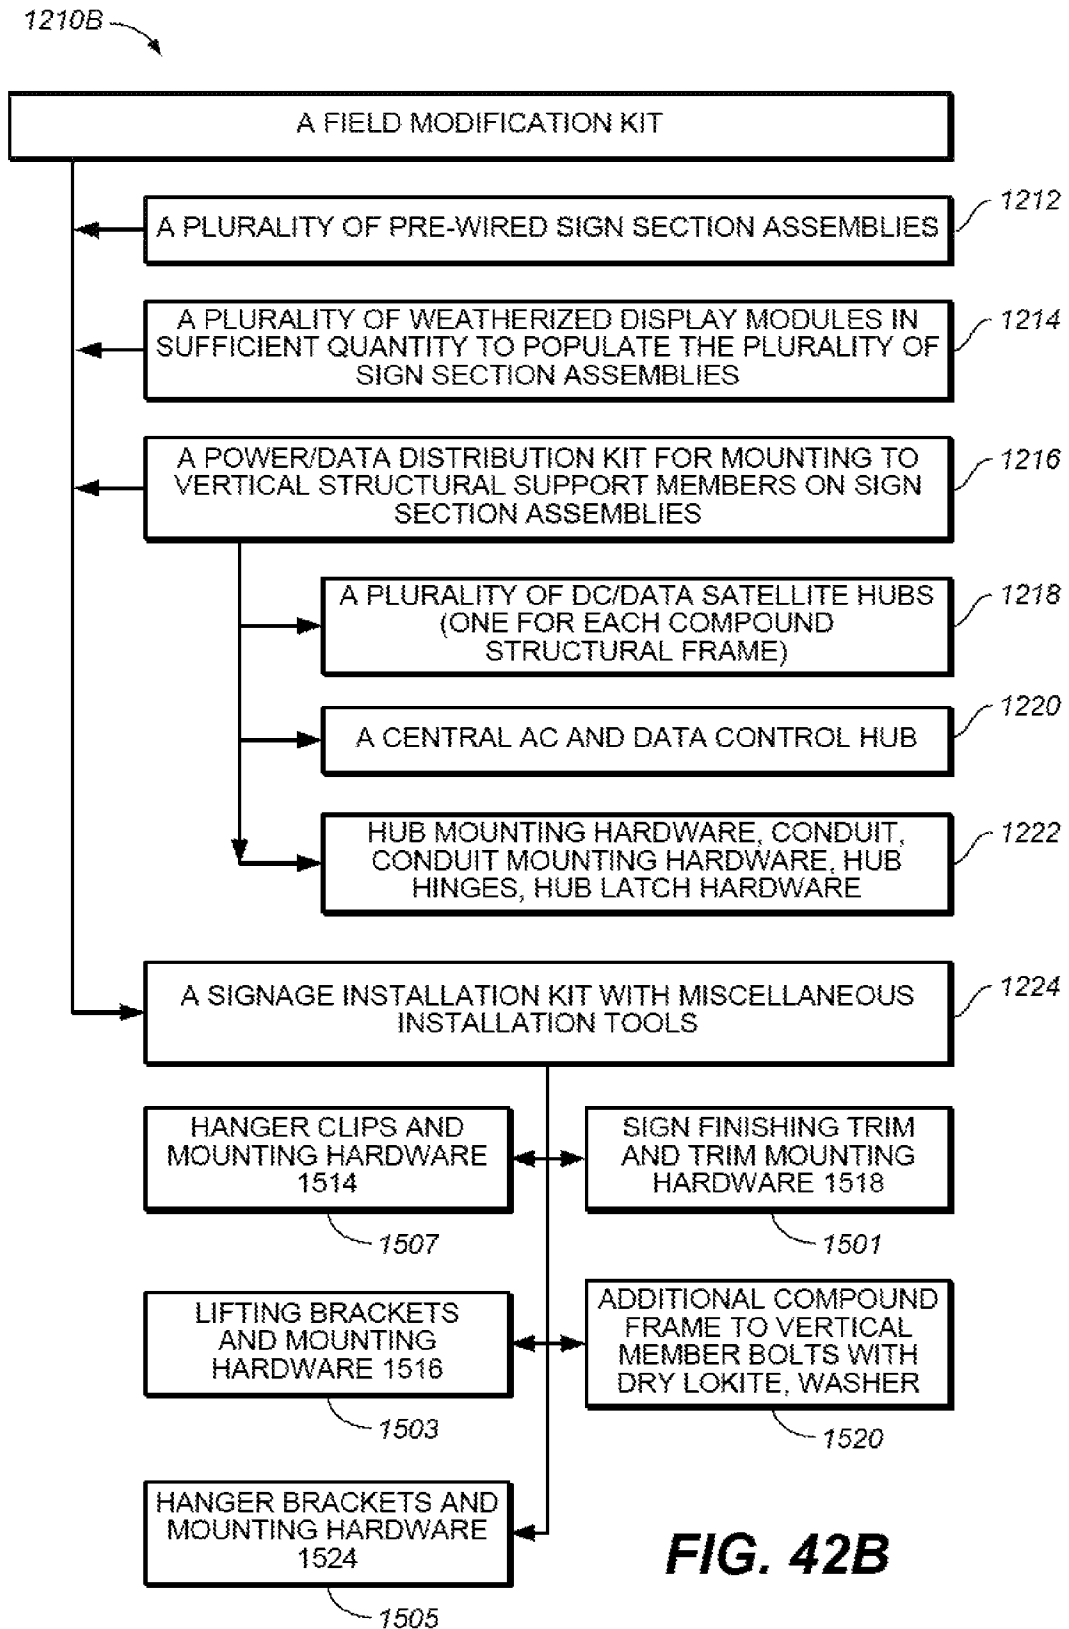 1210B
A FIELD MODIFICATION KIT
A PLURALITY OF PRE-WIRED SIGN SECTION ASSEMBLIES
1212
A PLURALITY OF WEATHERIZED DISPLAY MODULES IN
SUFFICIENT QUANTITY TO POPULATE THE PLURALITY OF
SIGN SECTION ASSEMBLIES
1214
A POWER/DATA DISTRIBUTION KIT FOR MOUNTING TO
VERTICAL STRUCTURAL SUPPORT MEMBERS ON SIGN
SECTION ASSEMBLIES
1216
A PLURALITY OF DC/DATA SATELLITE HUBS
(ONE FOR EACH COMPOUND
STRUCTURAL FRAME)
1218
A CENTRAL AC AND DATA CONTROL HUB
1220
HUB MOUNTING HARDWARE, CONDUIT,
CONDUIT MOUNTING HARDWARE, HUB
HINGES, HUB LATCH HARDWARE
1222
A SIGNAGE INSTALLATION KIT WITH MISCELLANEOUS
INSTALLATION TOOLS
1224
HANGER CLIPS AND
MOUNTING HARDWARE
1514
1507
SIGN FINISHING TRIM
AND TRIM MOUNTING
HARDWARE 1518
1501
LIFTING BRACKETS
AND MOUNTING
HARDWARE 1516
1503
ADDITIONAL COMPOUND
FRAME TO VERTICAL
MEMBER BOLTS WITH
DRY LOKITE, WASHER
1520
HANGER BRACKETS AND
MOUNTING HARDWARE
1524
1505
FIG. 42B